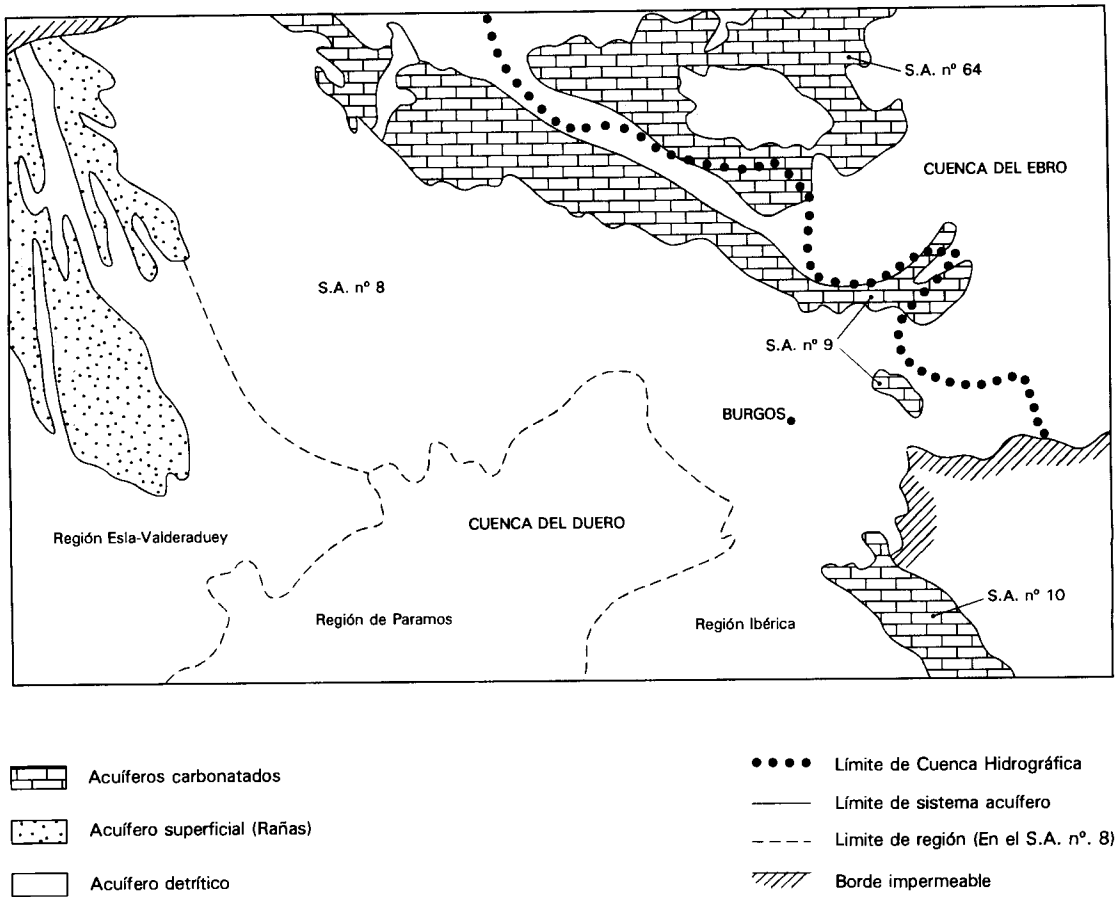 S.A. nº 64
CUENCA DEL EBRO
S.A. nº 8
S.A. nº 9
BURGOS
CUENCA DEL DUERO
Región Esla-Valderaduey
S.A. nº 10
Región de Paramos
Región Ibérica
Acuíferos carbonatados
Acuífero superficial (Rañas)
Acuífero detrítico
Límite de Cuenca Hidrográfica
Límite de sistema acuífero
Limite de región (En el S.A. nº. 8)
Borde impermeable